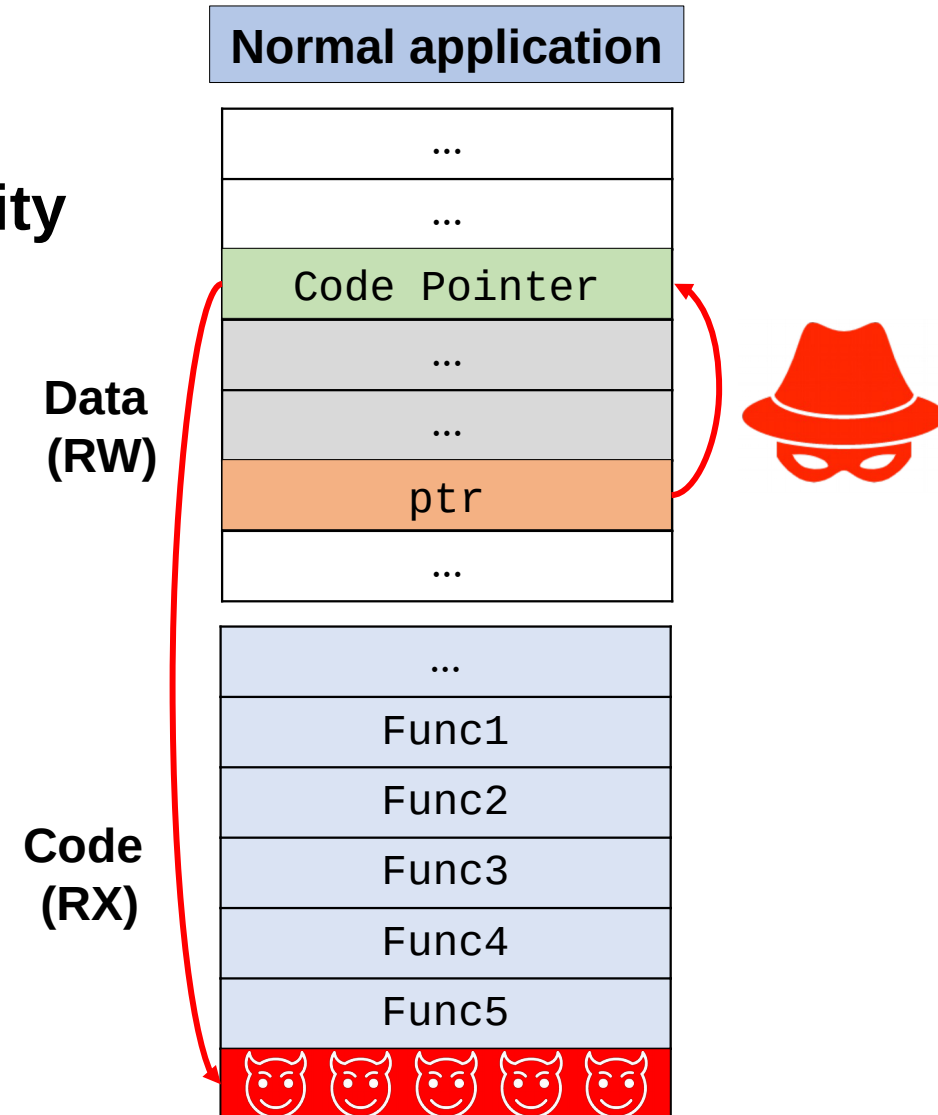 Normal application
...
ity
...
Code Pointer
...
Data
(RW)
...
ptr
...
...
Func1
Func2
Code
(RX)
Func3
Func4
Func5